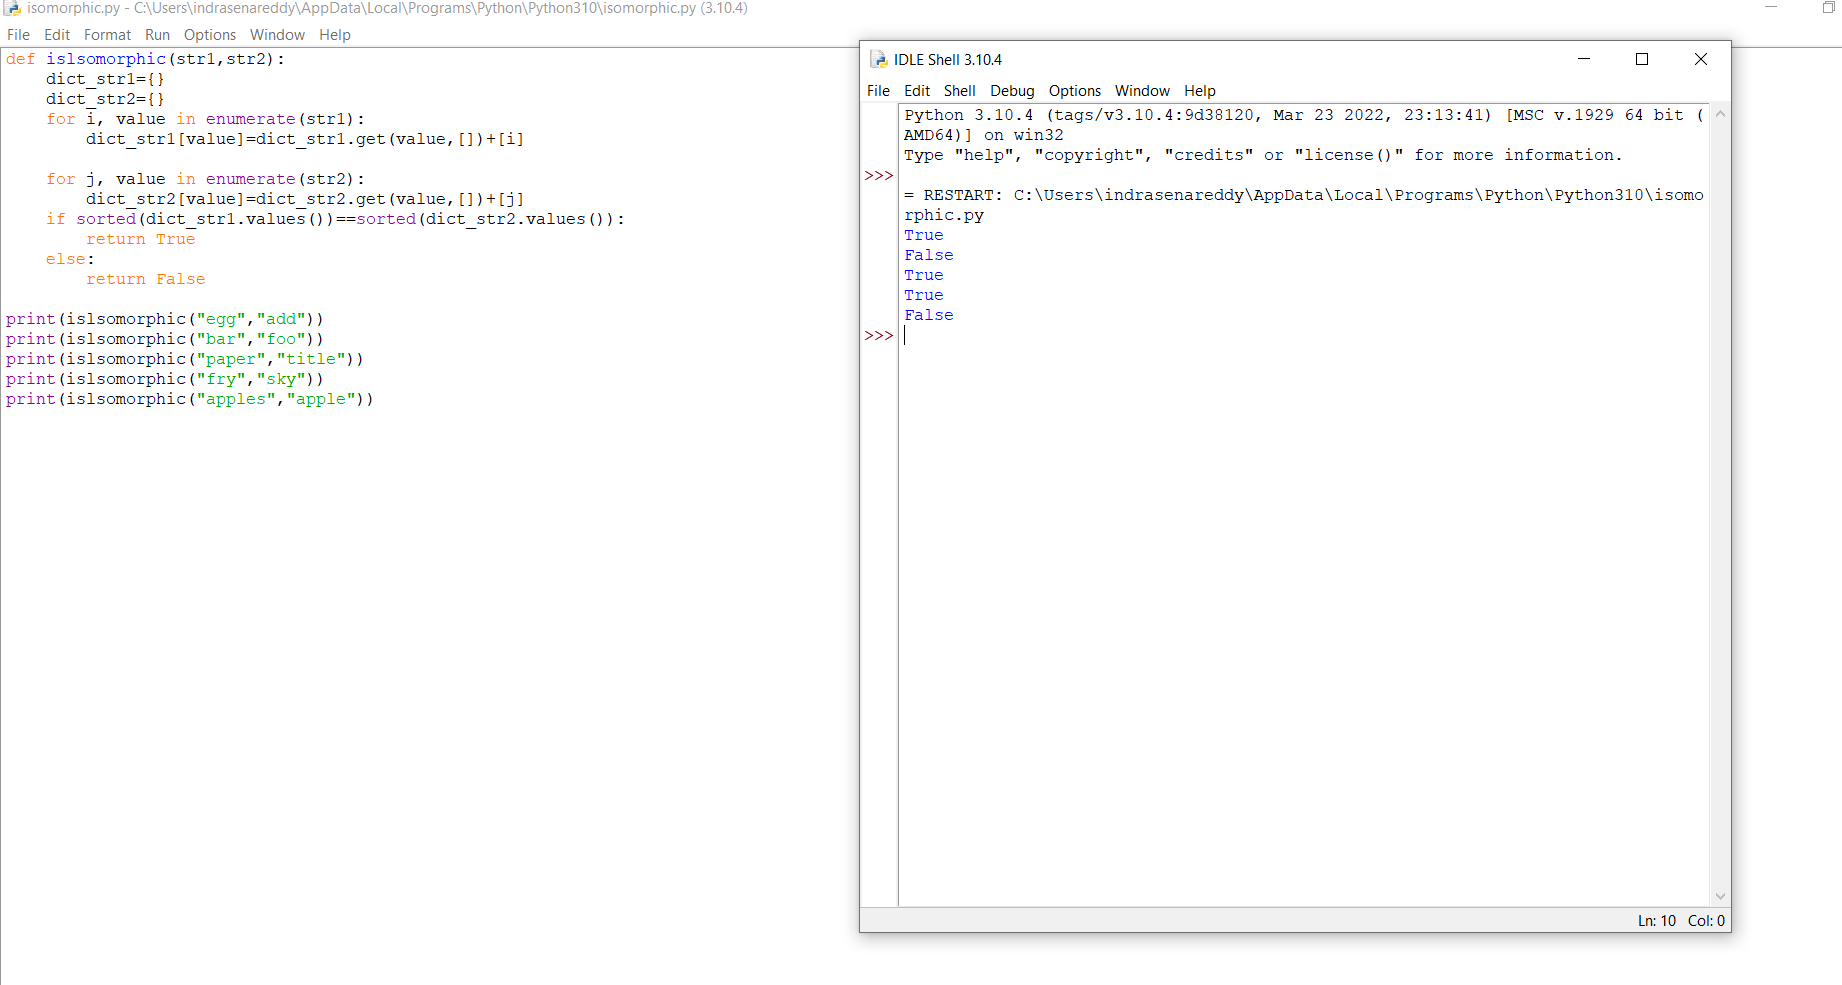 isomorphic.py - C:\Users\indrasenareddy\AppData\Local\Programs\Python\Python310\isomorphic.py (3.10.4)
File Edit Format Run Options Window Help
def islsomorphic(str1,str2):
    dict_str1={}
    dict_str2={}
    for i, value in enumerate(str1):
        dict_str1[value]=dict_str1.get(value,[])+[i]
    for j, value in enumerate(str2):
        dict_str2[value]=dict_str2.get(value,[])+[j]
    if sorted(dict_str1.values())==sorted(dict_str2.values()):
        return True
    else:
        return False
print(islsomorphic("egg","add"))
print(islsomorphic("bar","foo"))
print(islsomorphic("paper","title"))
print(islsomorphic("fry","sky"))
print(islsomorphic("apples","apple"))
IDLE Shell 3.10.4
File Edit Shell Debug Options Window Help
Python 3.10.4 (tags/v3.10.4:9d38120, Mar 23 2022, 23:13:41) [MSC v.1929 64 bit (
AMD64)] on win32
Type "help", "copyright", "credits" or "license()" for more information.
>>>
= RESTART: C:\Users\indrasenareddy\AppData\Local\Programs\Python\Python310\isomo
rphic.py
True
False
True
True
False
>>>
Ln: 10 Col: 0